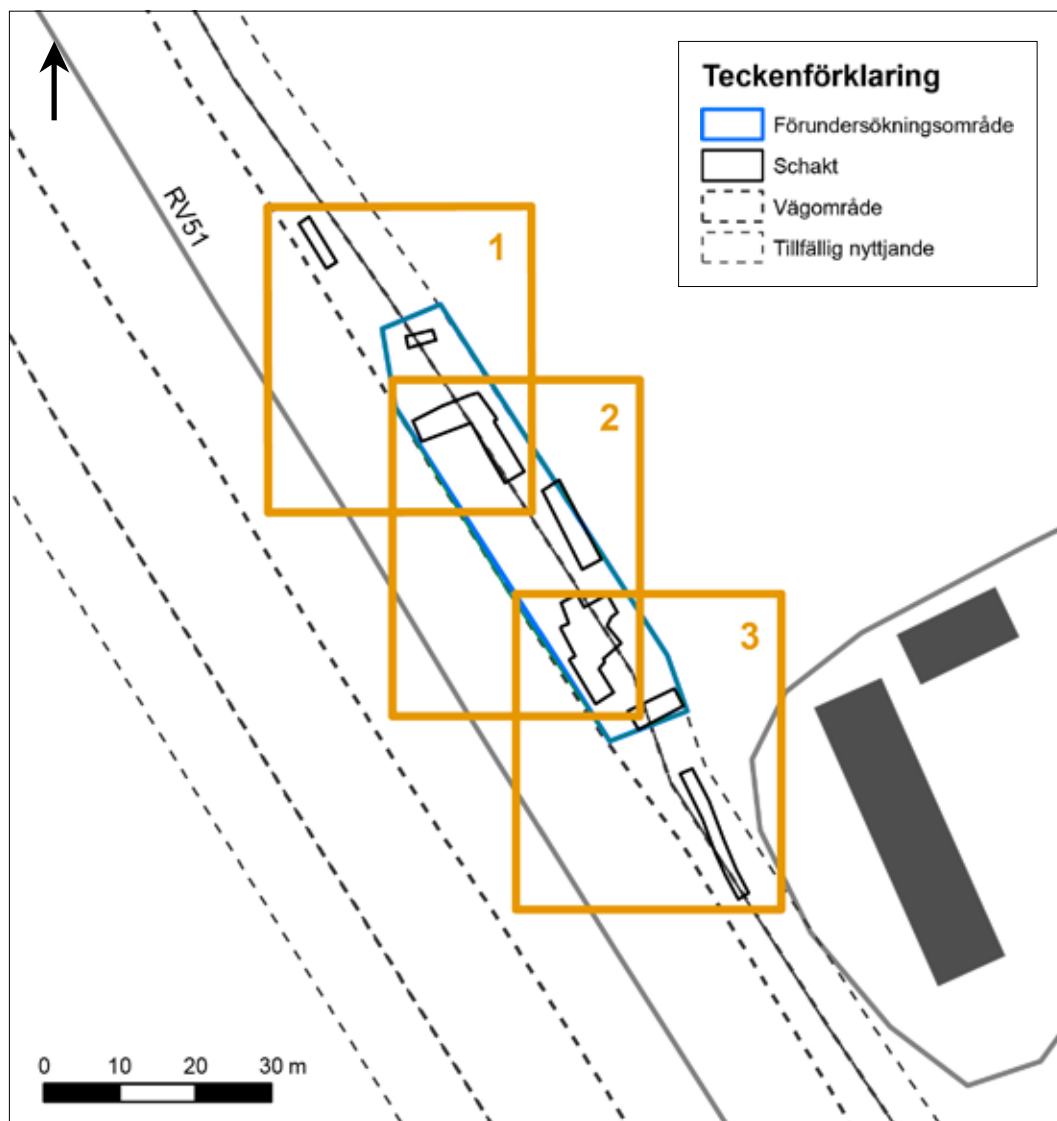 Teckenförklaring
Förundersökningsområde
Schakt
Vägområde
Tillfällig nyttjande
RV51
1
2
3
0 10 20 30 m